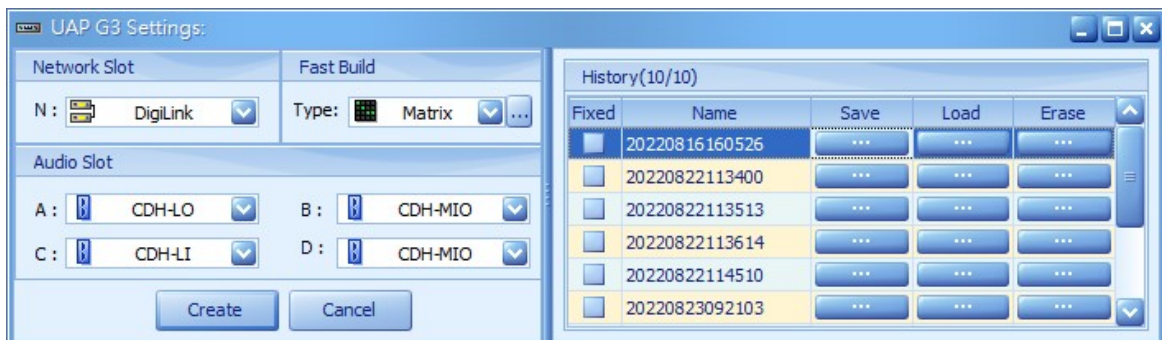 UAP G3 Settings:
Network Slot
Fast Build
N : DigiLink
Type: Matrix ...
Audio Slot
A : CDH-LO
B : CDH-MIO
C : CDH-LI
D : CDH-MIO
Create
Cancel
History(10/10)
Fixed Name Save Load Erase
20220816160526 ... ... ...
20220822113400 ... ... ...
20220822113513 ... ... ...
20220822113614 ... ... ...
20220822114510 ... ... ...
20220823092103 ... ... ...